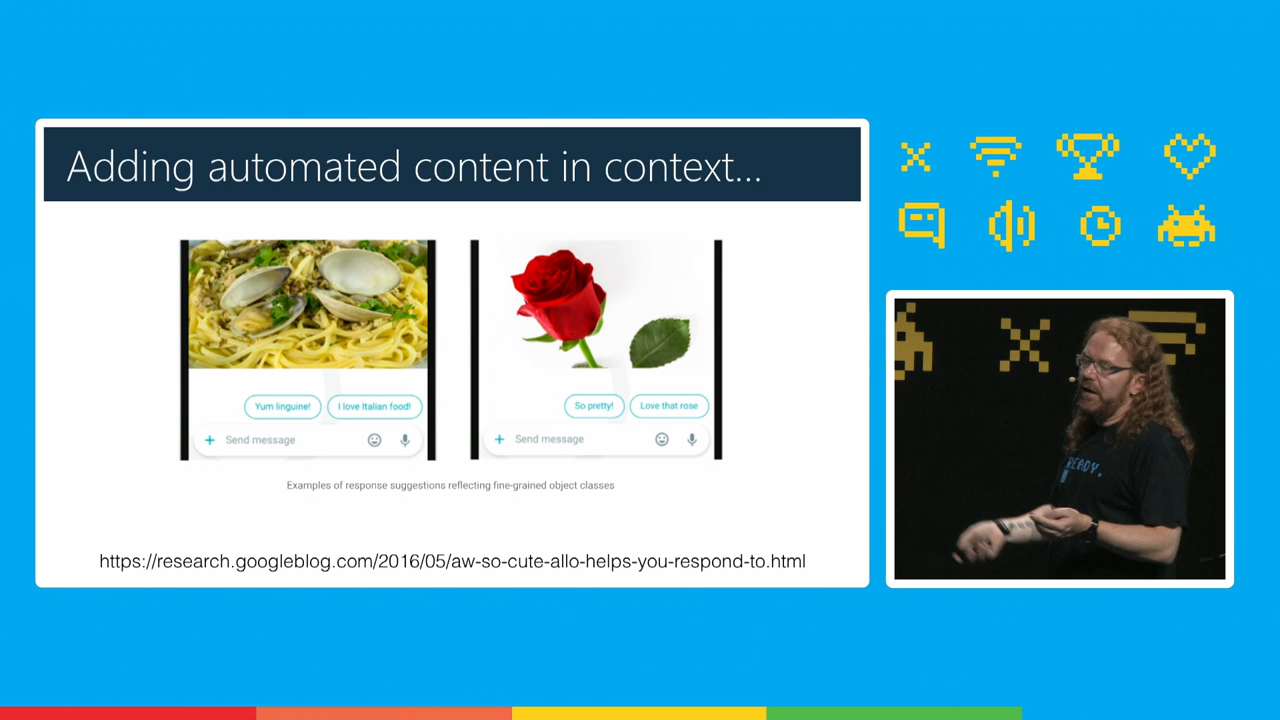 Adding automated content in context...
Yum linguine!
I love Italian food!
Send message
So pretty!
Love that rose
Send message
Examples of response suggestions reflecting fine-grained object classes
https://research.googleblog.com/2016/05/aw-so-cute-allo-helps-you-respond-to.html
READY.